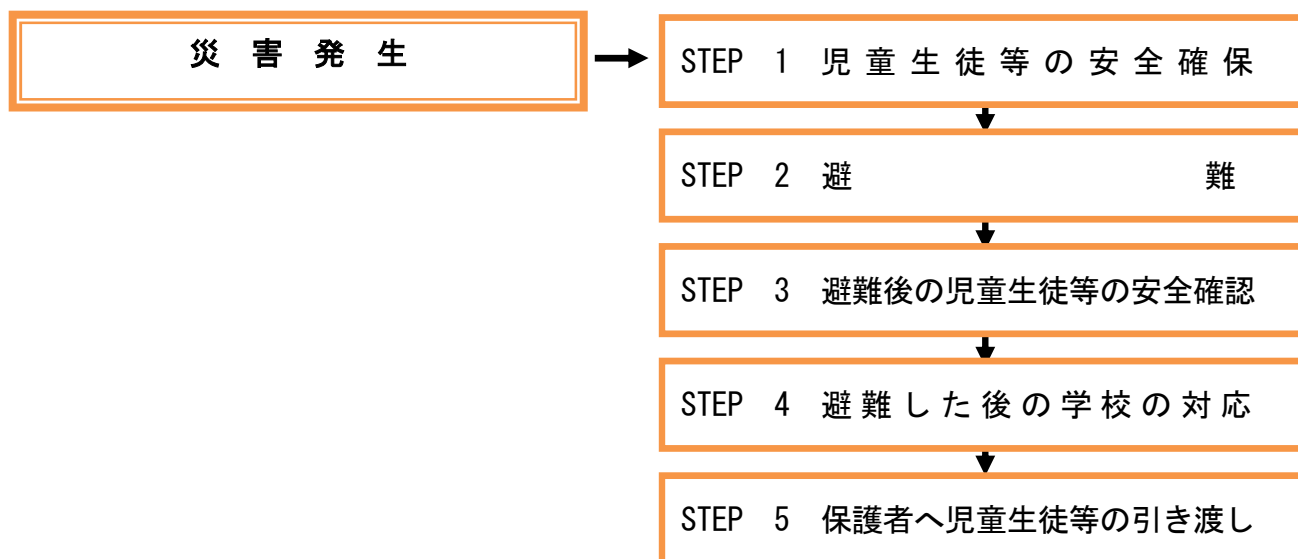 災害発生
STEP 1 児童生徒等の安全確保
STEP 2 避難
STEP 3 避難後の児童生徒等の安全確認
STEP 4 避難した後の学校の対応
STEP 5 保護者へ児童生徒等の引き渡し